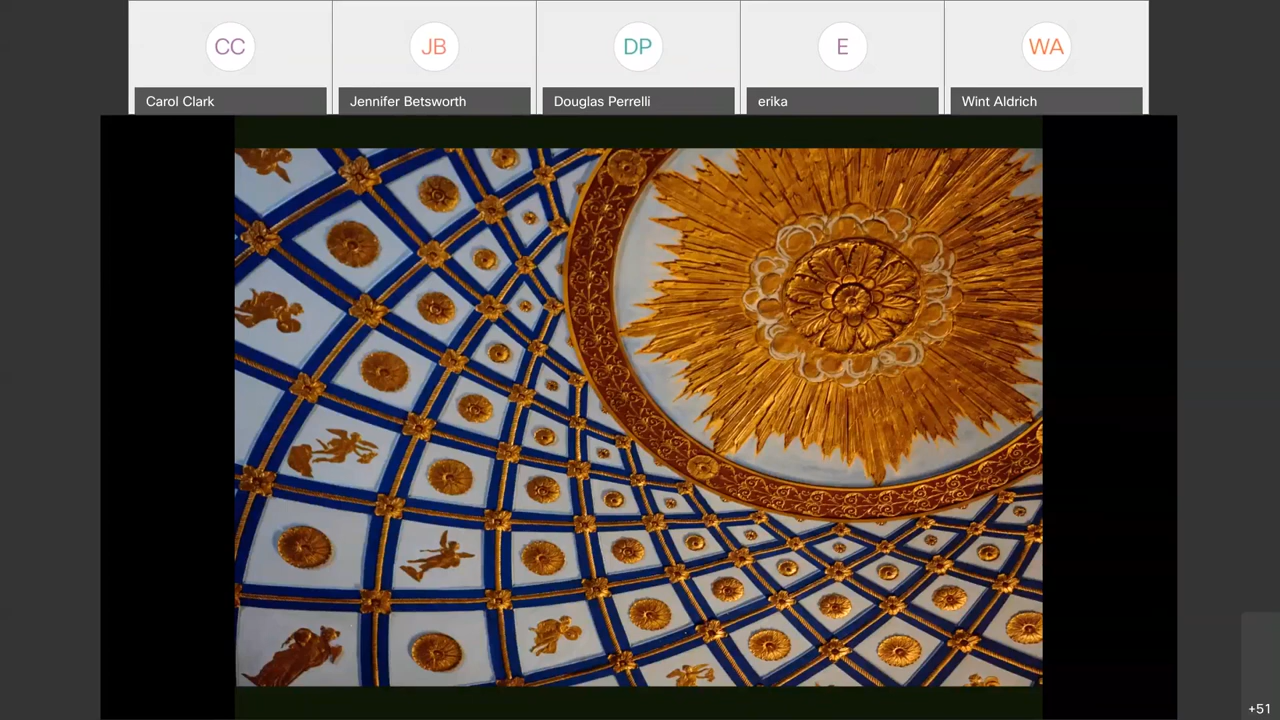 CC
JB
DP
E
WA
Carol Clark
Jennifer Betsworth
Douglas Perrelli
erika
Wint Aldrich
+51